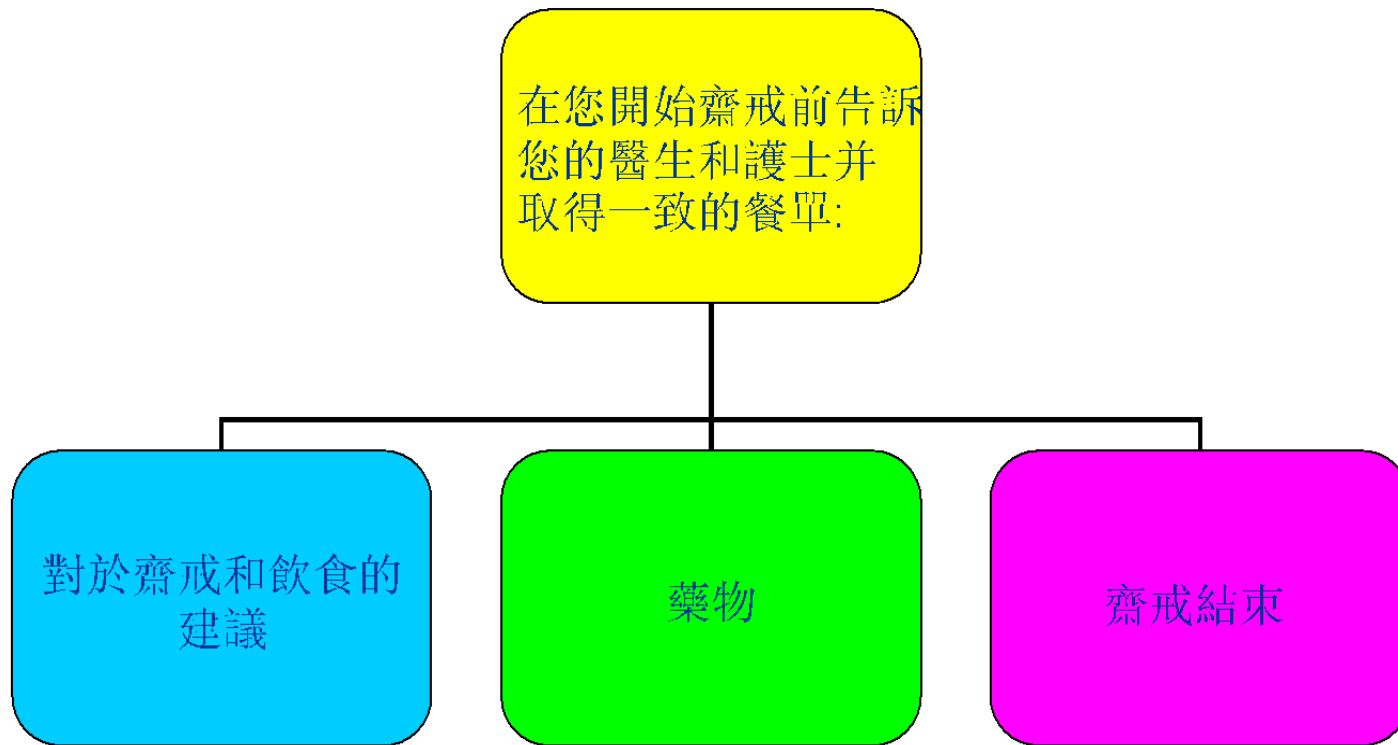 在您開始齋戒前告訴
您的醫生和護士并
取得一致的餐單:
對於齋戒和飲食的
建議
藥物
齋戒結束